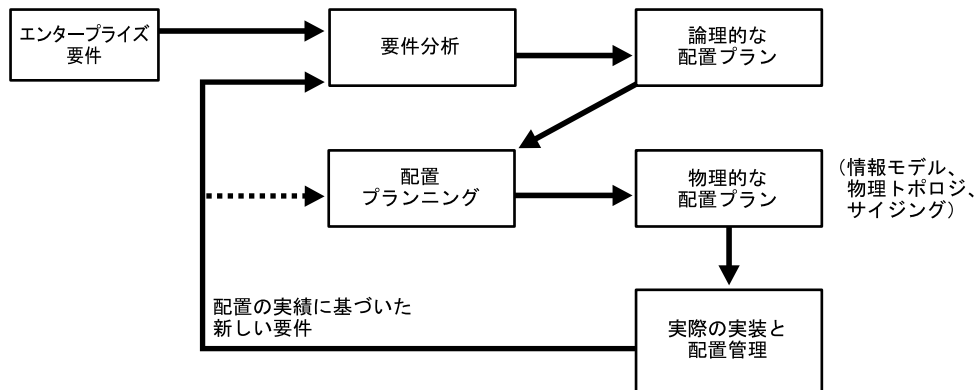 エンタープライズ
要件
要件分析
論理的な
配置プラン
配置
プランニング
物理的な
配置プラン
(情報モデル、
物理トポロジ、
サイジング)
配置の実績に基づいた
新しい要件
実際の実装と
配置管理